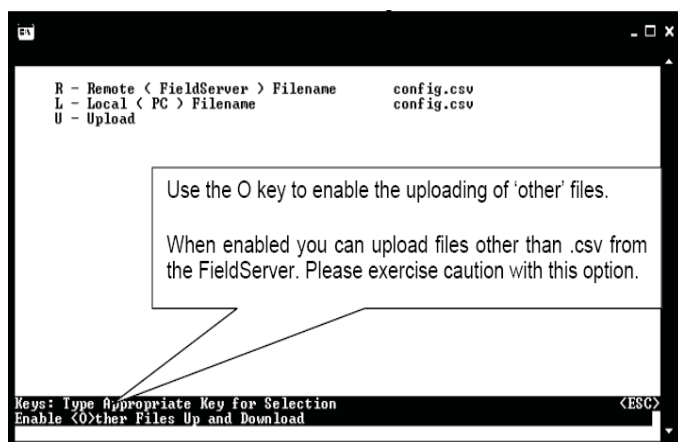 R - Remote ( FieldServer ) Filename config.csv
L - Local ( PC ) Filename config.csv
U - Upload
Use the O key to enable the uploading of ‘other’ files.
When enabled you can upload files other than .csv from
the FieldServer. Please exercise caution with this option.
Keys: Type Appropriate Key for Selection <ESC>
Enable <O>ther Files Up and Download